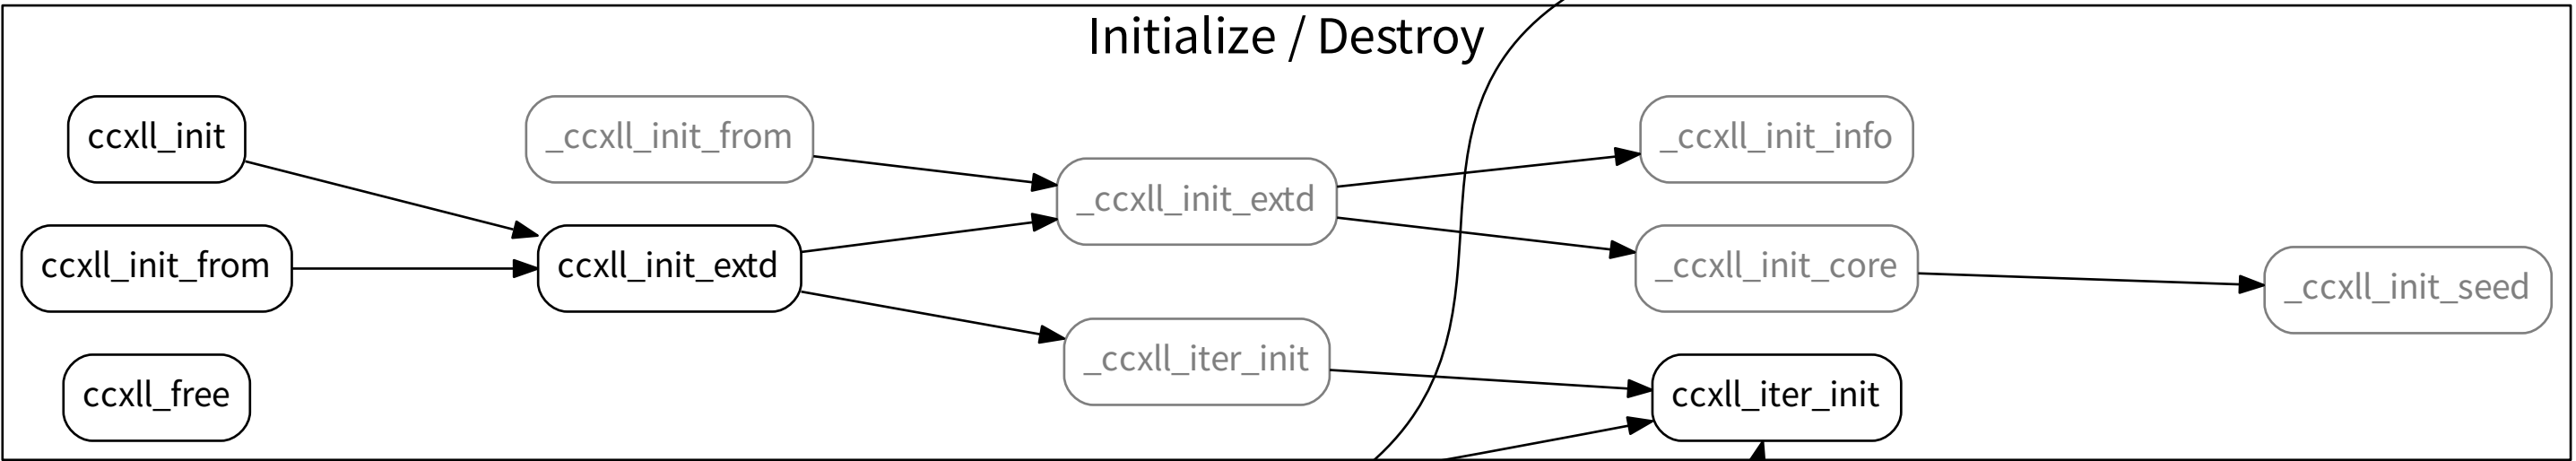 Initialize / Destroy
ccxll_init
_ccxll_init_from
_ccxll_init_info
_ccxll_init_extd
ccxll_init_from
ccxll_init_extd
_ccxll_init_core
_ccxll_init_seed
_ccxll_iter_init
ccxll_free
ccxll_iter_init